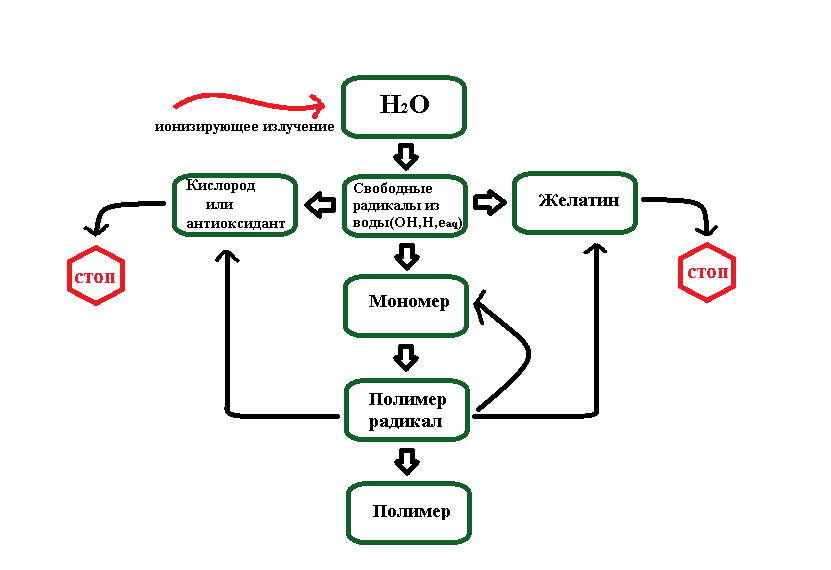 H2O
ионизирующее излучение
Кислород
или
антиоксидант
Свободные
радикалы из
воды(OH,H,eaq)
Желатин
стоп
стоп
Мономер
Полимер
радикал
Полимер